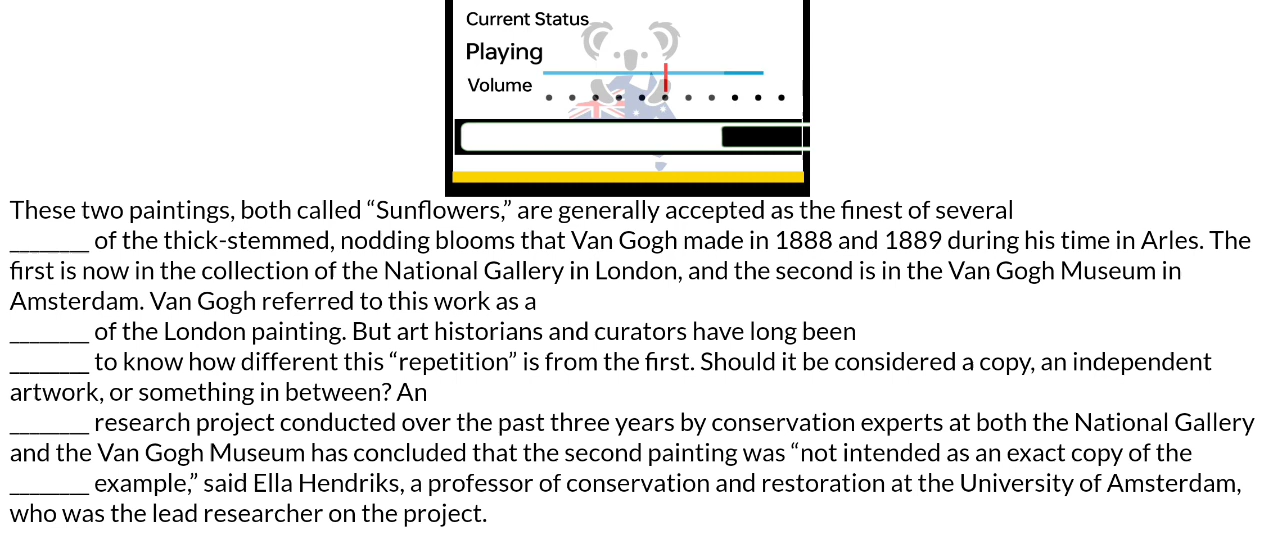 Current Status
Playing
Volume
These two paintings, both called “Sunflowers,” are generally accepted as the finest of several
________ of the thick-stemmed, nodding blooms that Van Gogh made in 1888 and 1889 during his time in Arles. The
first is now in the collection of the National Gallery in London, and the second is in the Van Gogh Museum in
Amsterdam. Van Gogh referred to this work as a
________ of the London painting. But art historians and curators have long been
________ to know how different this “repetition” is from the first. Should it be considered a copy, an independent
artwork, or something in between? An
________ research project conducted over the past three years by conservation experts at both the National Gallery
and the Van Gogh Museum has concluded that the second painting was “not intended as an exact copy of the
________ example,” said Ella Hendriks, a professor of conservation and restoration at the University of Amsterdam,
who was the lead researcher on the project.